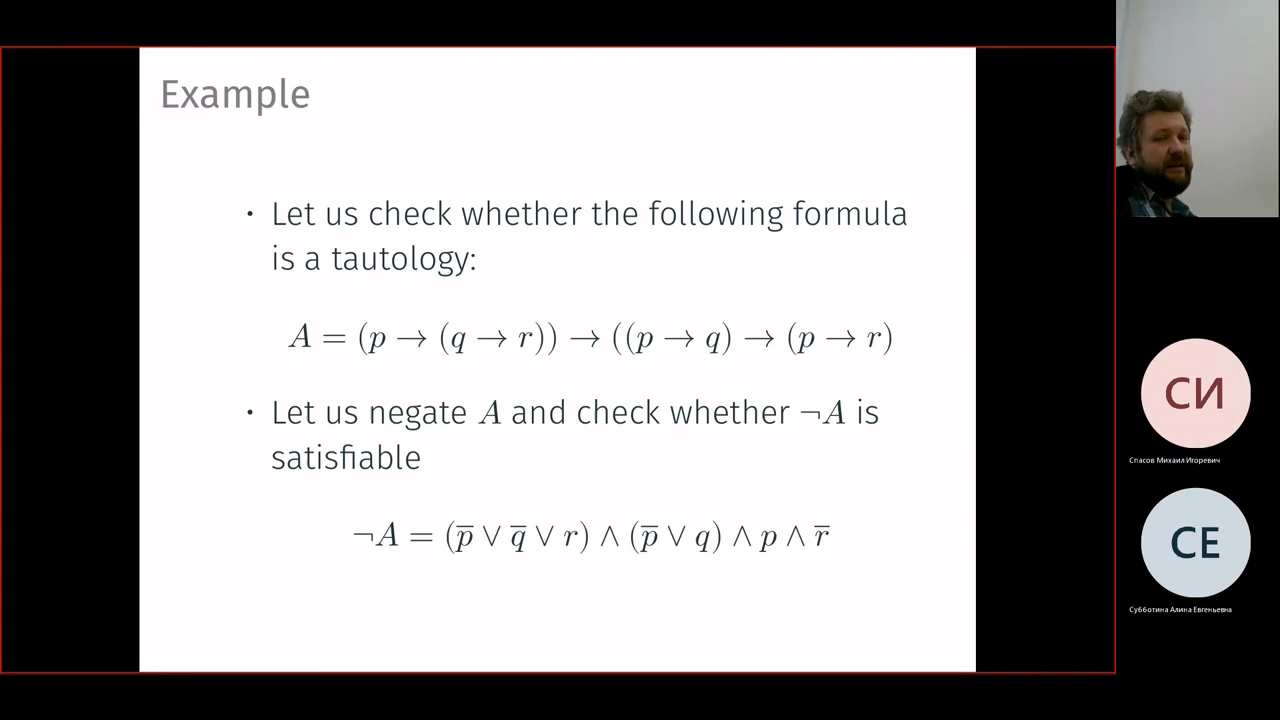 Example
· Let us check whether the following formula
is a tautology:
A = (p → (q → r)) → ((p → q) → (p → r)
· Let us negate A and check whether ¬A is
satisfiable
¬A = (p̅ ∨ q̅ ∨ r) ∧ (p̅ ∨ q) ∧ p ∧ r̅
СИ
Спасов Михаил Игоревич
СЕ
Субботина Алина Евгеньевна